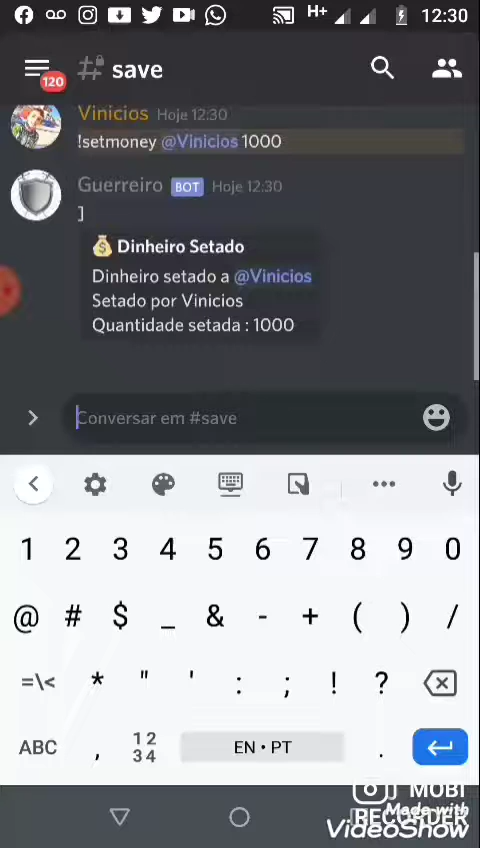 H+ 12:30
120 # save
Vinicios Hoje 12:30
!setmoney @Vinicios 1000
Guerreiro BOT Hoje 12:30
]
Dinheiro Setado
Dinheiro setado a @Vinicios
Setado por Vinicios
Quantidade setada : 1000
Conversar em #save
1 2 3 4 5 6 7 8 9 0
@ # $ _ & - + ( ) /
=\< * " ' : ; ! ?
ABC , 12 34 EN • PT .
MOBI
RECORDER
Made with
VideoShow